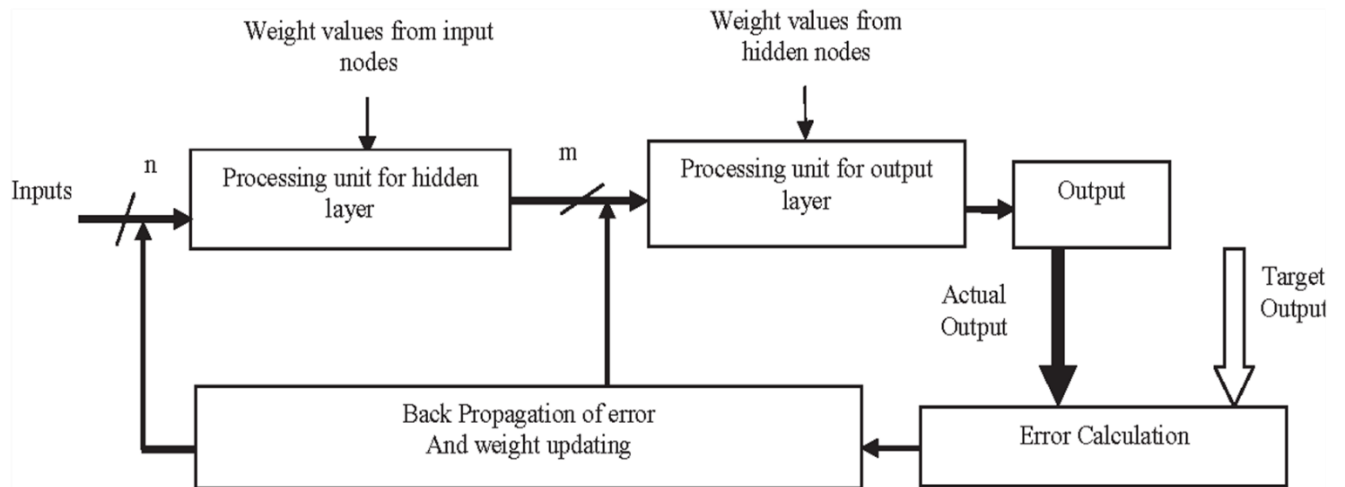 Weight values from input
nodes
Weight values from
hidden nodes
n
m
Inputs
Processing unit for hidden
layer
Processing unit for output
layer
Output
Actual
Output
Target
Output
Back Propagation of error
And weight updating
Error Calculation